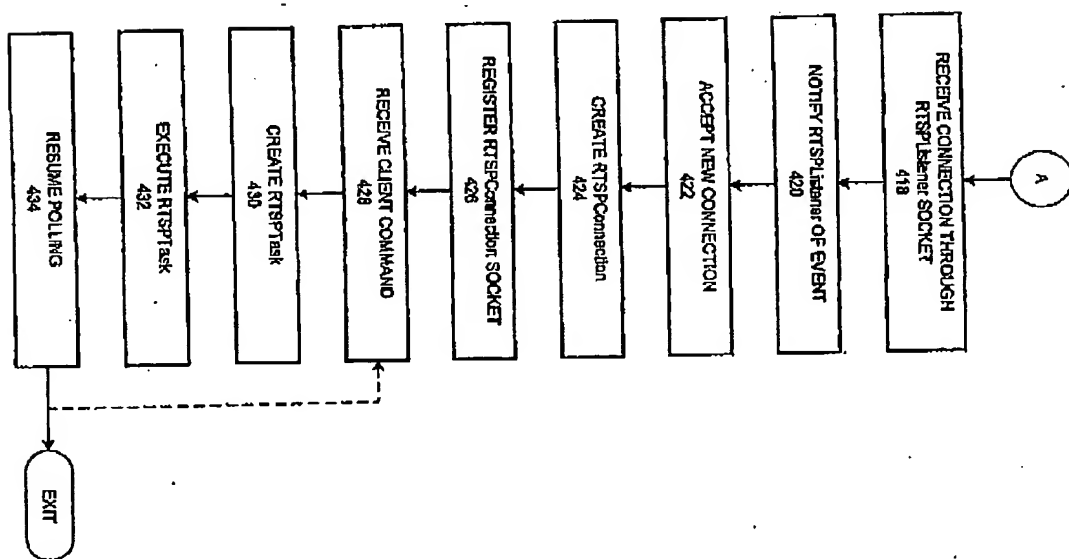 A
RECEIVE CONNECTION THROUGH
RTSPListener SOCKET
418
NOTIFY RTSPListener OF EVENT
420
ACCEPT NEW CONNECTION
422
CREATE RTSPConnection
424
REGISTER RTSPConnection SOCKET
426
RECEIVE CLIENT COMMAND
428
CREATE RTSPTask
430
EXECUTE RTSPTask
432
RESUME POLLING
434
EXIT